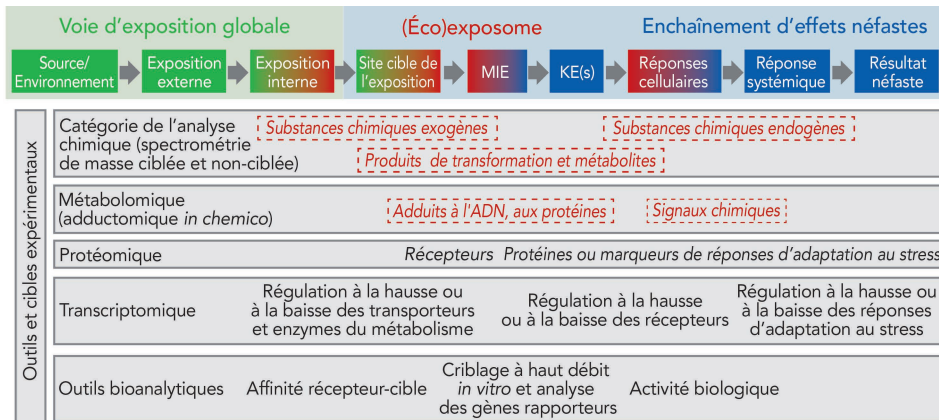 Voie d'exposition globale
(Éco)exposome
Enchaînement d'effets néfastes
Source/
Environnement
Exposition
externe
Exposition
interne
Site cible de
l'exposition
MIE
KE(s)
Réponses
cellulaires
Réponse
systémique
Résultat
néfaste
Outils et cibles expérimentaux
Catégorie de l'analyse
chimique (spectrométrie
de masse ciblée et non-ciblée)
Substances chimiques exogènes
Substances chimiques endogènes
Produits de transformation et métabolites
Métabolomique
(adductomique in chemico)
Adduits à l'ADN, aux protéines
Signaux chimiques
Protéomique
Récepteurs
Protéines ou marqueurs de réponses d'adaptation au stress
Transcriptomique
Régulation à la hausse ou
à la baisse des transporteurs
et enzymes du métabolisme
Régulation à la hausse
ou à la baisse des récepteurs
Régulation à la hausse ou
à la baisse des réponses
d'adaptation au stress
Outils bioanalytiques
Affinité récepteur-cible
Criblage à haut débit
in vitro et analyse
des gènes rapporteurs
Activité biologique